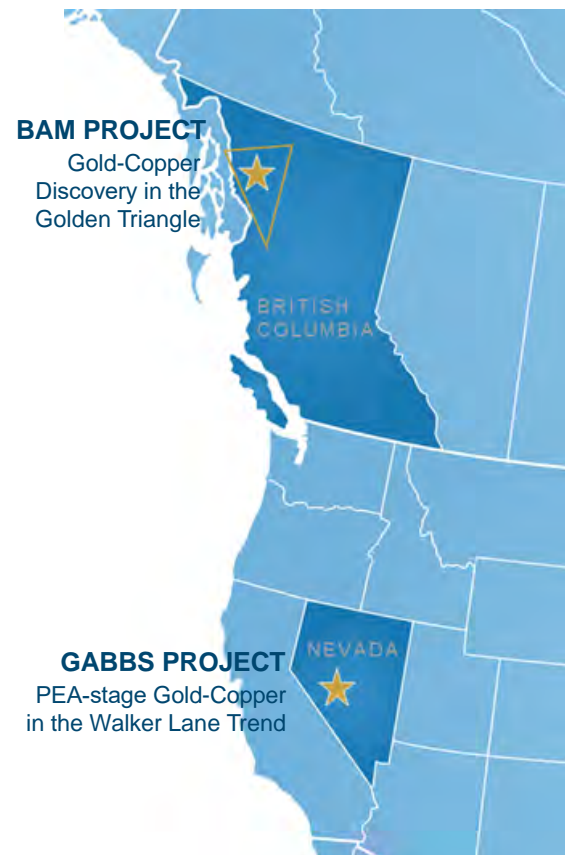 BAM PROJECT
Gold-Copper
Discovery in the
Golden Triangle
BRITISH
COLUMBIA
GABBS PROJECT
PEA-stage Gold-Copper
in the Walker Lane Trend
NEVADA